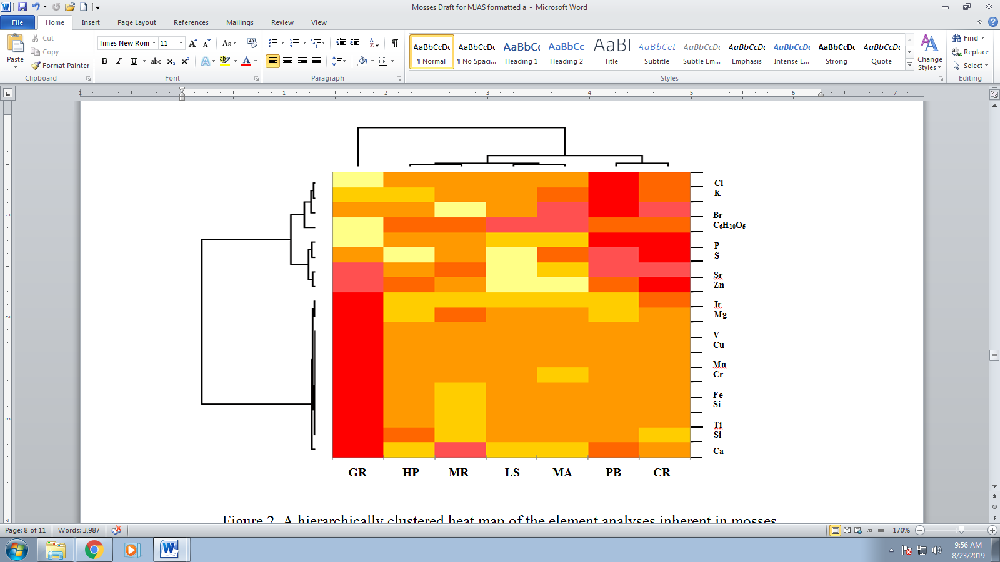 Mosses Draft for MJAS formatted a - Microsoft Word
File Home Insert Page Layout References Mailings Review View
Paste
Cut
Copy
Format Painter
Clipboard
Times New Rom 11
Font
Paragraph
AaBbCcDc AaBbCcDc AaBbCc AaBbCc AaBl AaBbCcL AaBbCcDc AaBbCcDc AaBbCcDc AaBbCcDc AaBbCcDc
¶ Normal ¶ No Spaci... Heading 1 Heading 2 Title Subtitle Subtle Em... Emphasis Intense E... Strong Quote
Styles
Change Styles
Find
Replace
Select
Editing
1 1 2 3 4 5 6 7
1
2
3
4
Cl
K
Br
C₆H₁₀O₅
P
S
Sr
Zn
Ir
Mg
V
Cu
Mn
Cr
Fe
Si
Ti
Si
Ca
GR HP MR LS MA PB CR
Figure 2. A hierarchically clustered heat map of the element analyses inherent in mosses
Page: 8 of 11 Words: 3,987 170%
9:56 AM
8/23/2019